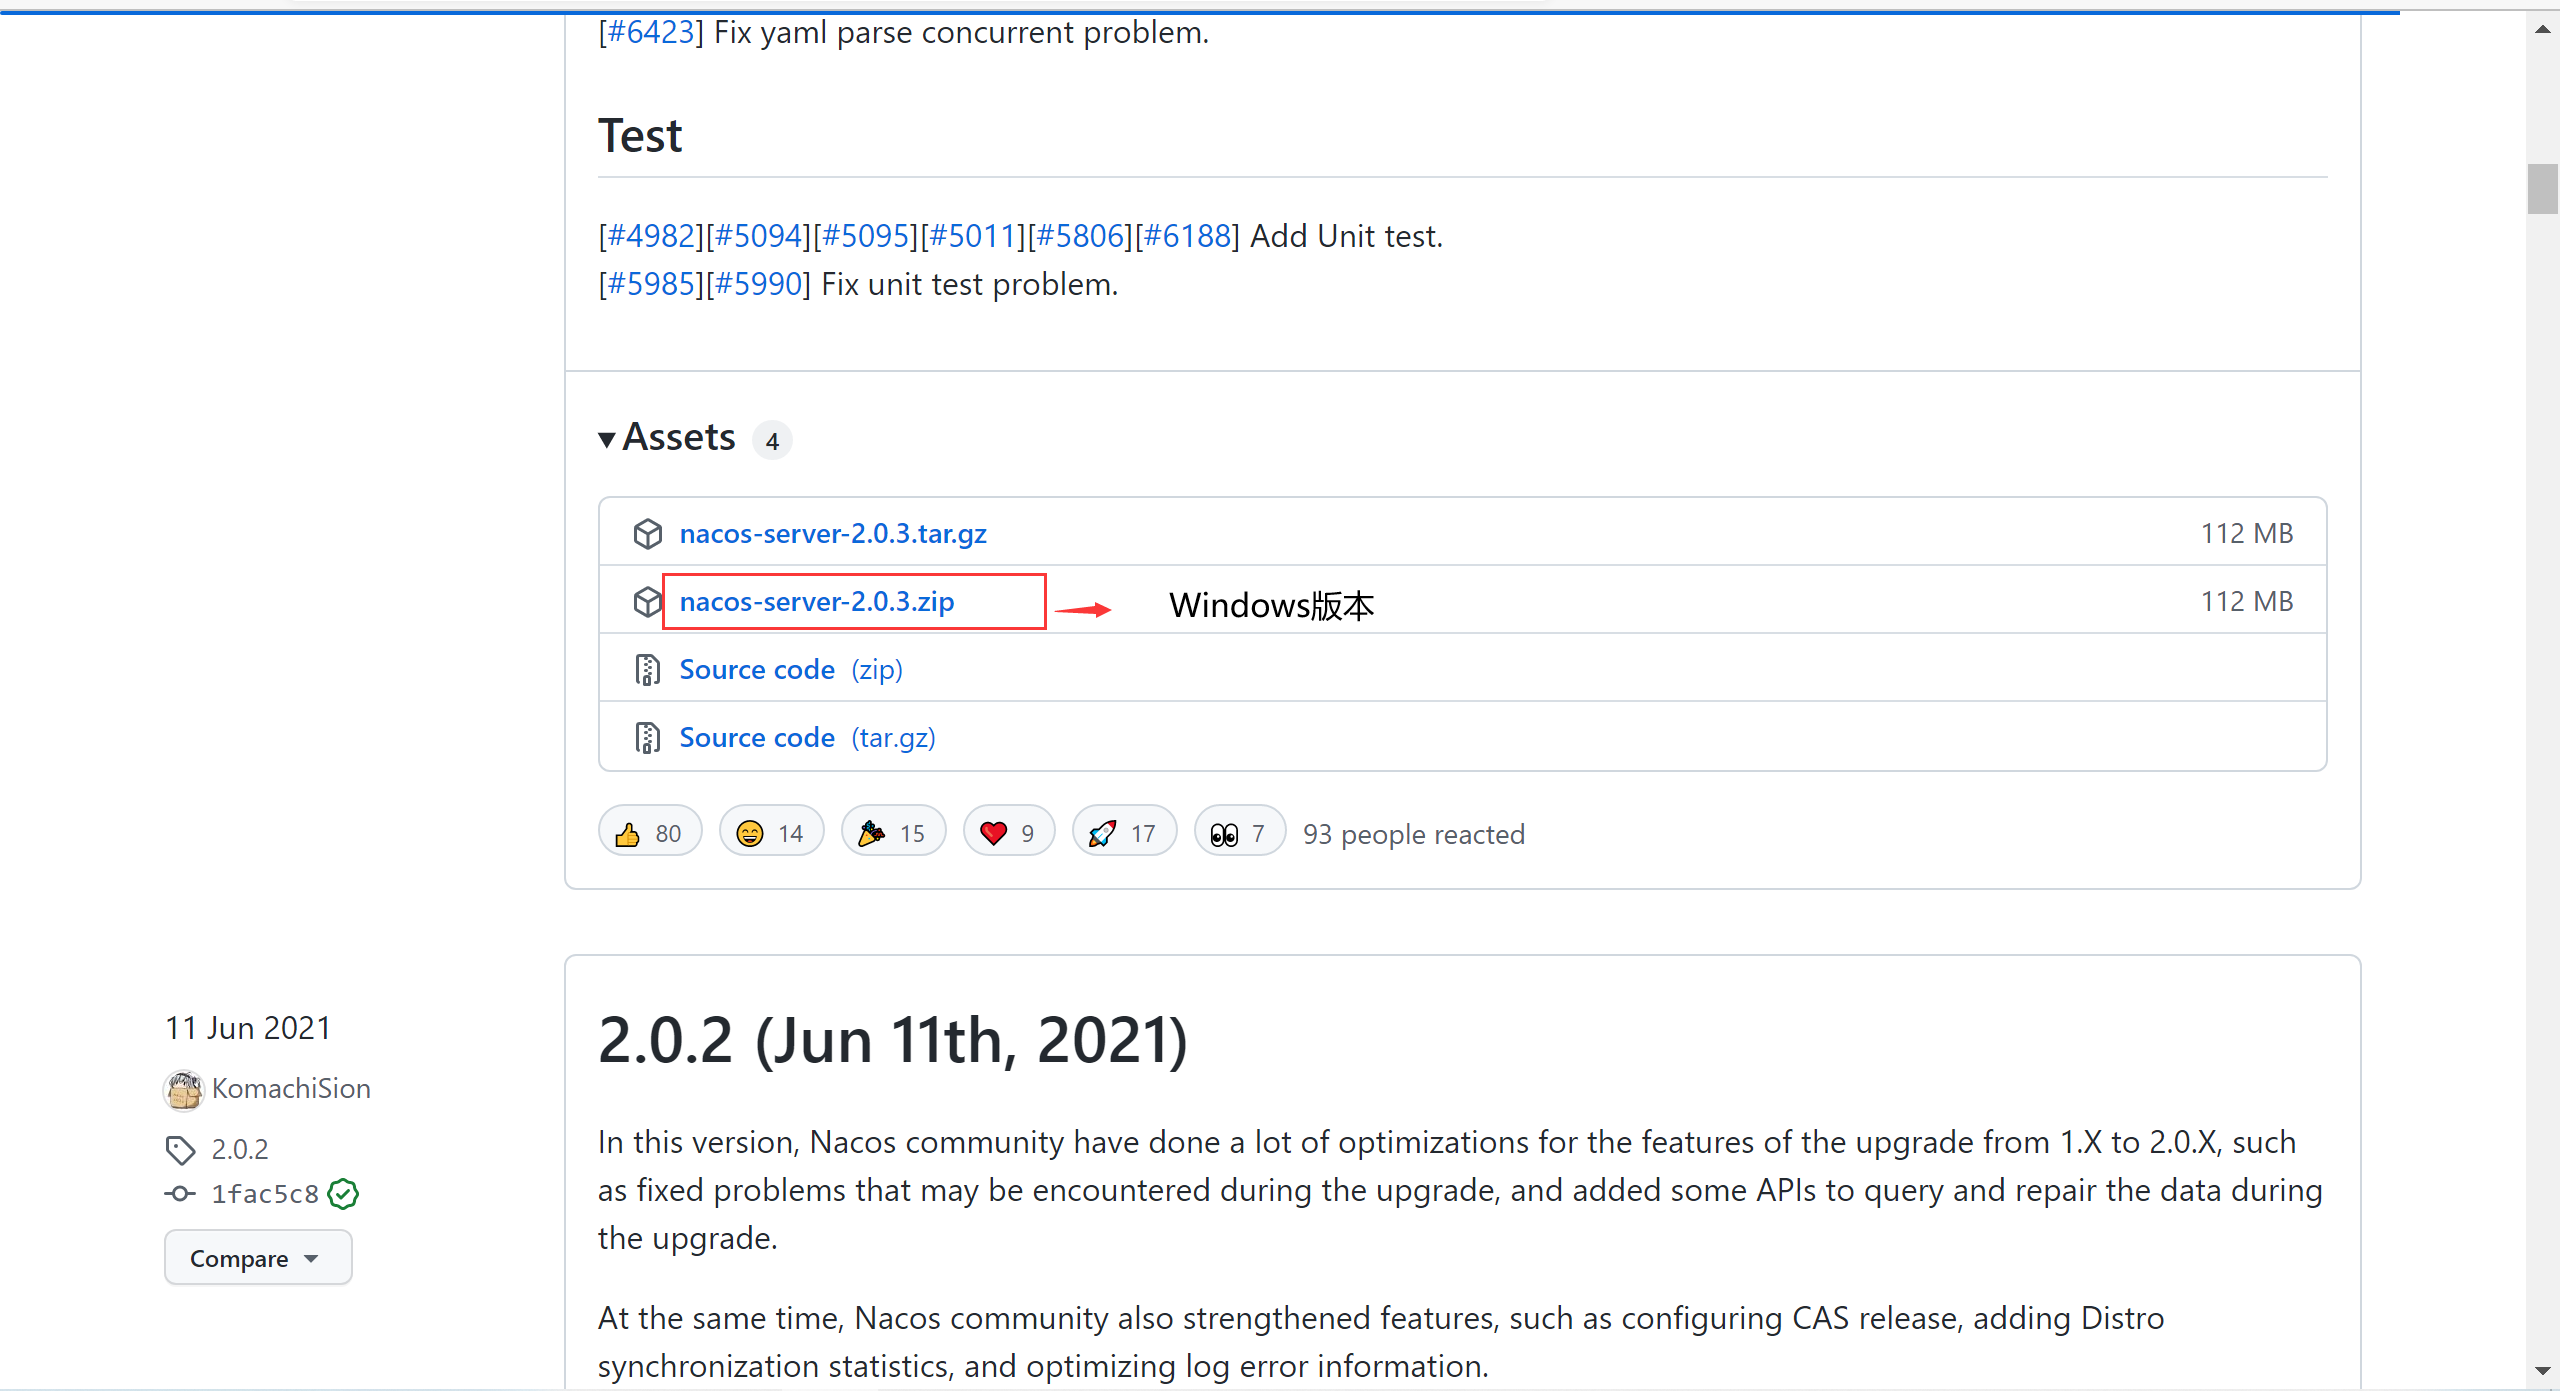 [#6423] Fix yaml parse concurrent problem.
Test
[#4982][#5094][#5095][#5011][#5806][#6188] Add Unit test.
[#5985][#5990] Fix unit test problem.
Assets 4
nacos-server-2.0.3.tar.gz 112 MB
nacos-server-2.0.3.zip Windows版本 112 MB
Source code (zip)
Source code (tar.gz)
80 14 15 9 17 7 93 people reacted
11 Jun 2021
KomachiSion
2.0.2
1fac5c8
Compare
2.0.2 (Jun 11th, 2021)
In this version, Nacos community have done a lot of optimizations for the features of the upgrade from 1.X to 2.0.X, such
as fixed problems that may be encountered during the upgrade, and added some APIs to query and repair the data during
the upgrade.
At the same time, Nacos community also strengthened features, such as configuring CAS release, adding Distro
synchronization statistics, and optimizing log error information.